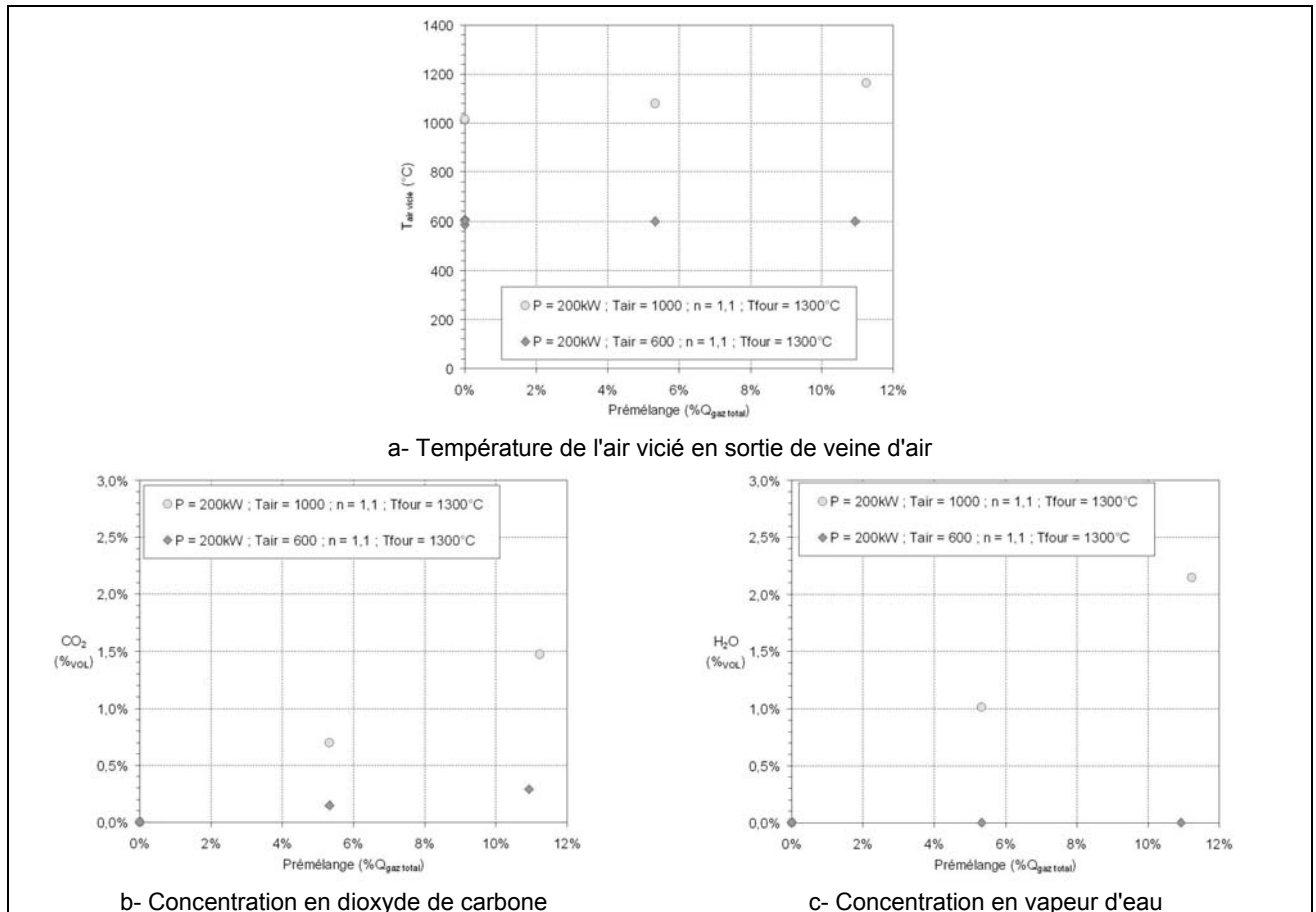 1400
1200
1000
800
600
400
200
0
T air vicié (°C)
P = 200kW ; Tair = 1000 ; n = 1,1 ; Tfour = 1300°C
P = 200kW ; Tair = 600 ; n = 1,1 ; Tfour = 1300°C
0% 2% 4% 6% 8% 10% 12%
Prémélange (%Qgaz total)
a- Température de l'air vicié en sortie de veine d'air
3,0%
2,5%
2,0%
1,5%
1,0%
0,5%
0,0%
CO2
(%VOL)
P = 200kW ; Tair = 1000 ; n = 1,1 ; Tfour = 1300°C
P = 200kW ; Tair = 600 ; n = 1,1 ; Tfour = 1300°C
0% 2% 4% 6% 8% 10% 12%
Prémélange (%Qgaz total)
b- Concentration en dioxyde de carbone
3,0%
2,5%
2,0%
1,5%
1,0%
0,5%
0,0%
H2O
(%VOL)
P = 200kW ; Tair = 1000 ; n = 1,1 ; Tfour = 1300°C
P = 200kW ; Tair = 600 ; n = 1,1 ; Tfour = 1300°C
0% 2% 4% 6% 8% 10% 12%
Prémélange (%Qgaz total)
c- Concentration en vapeur d'eau